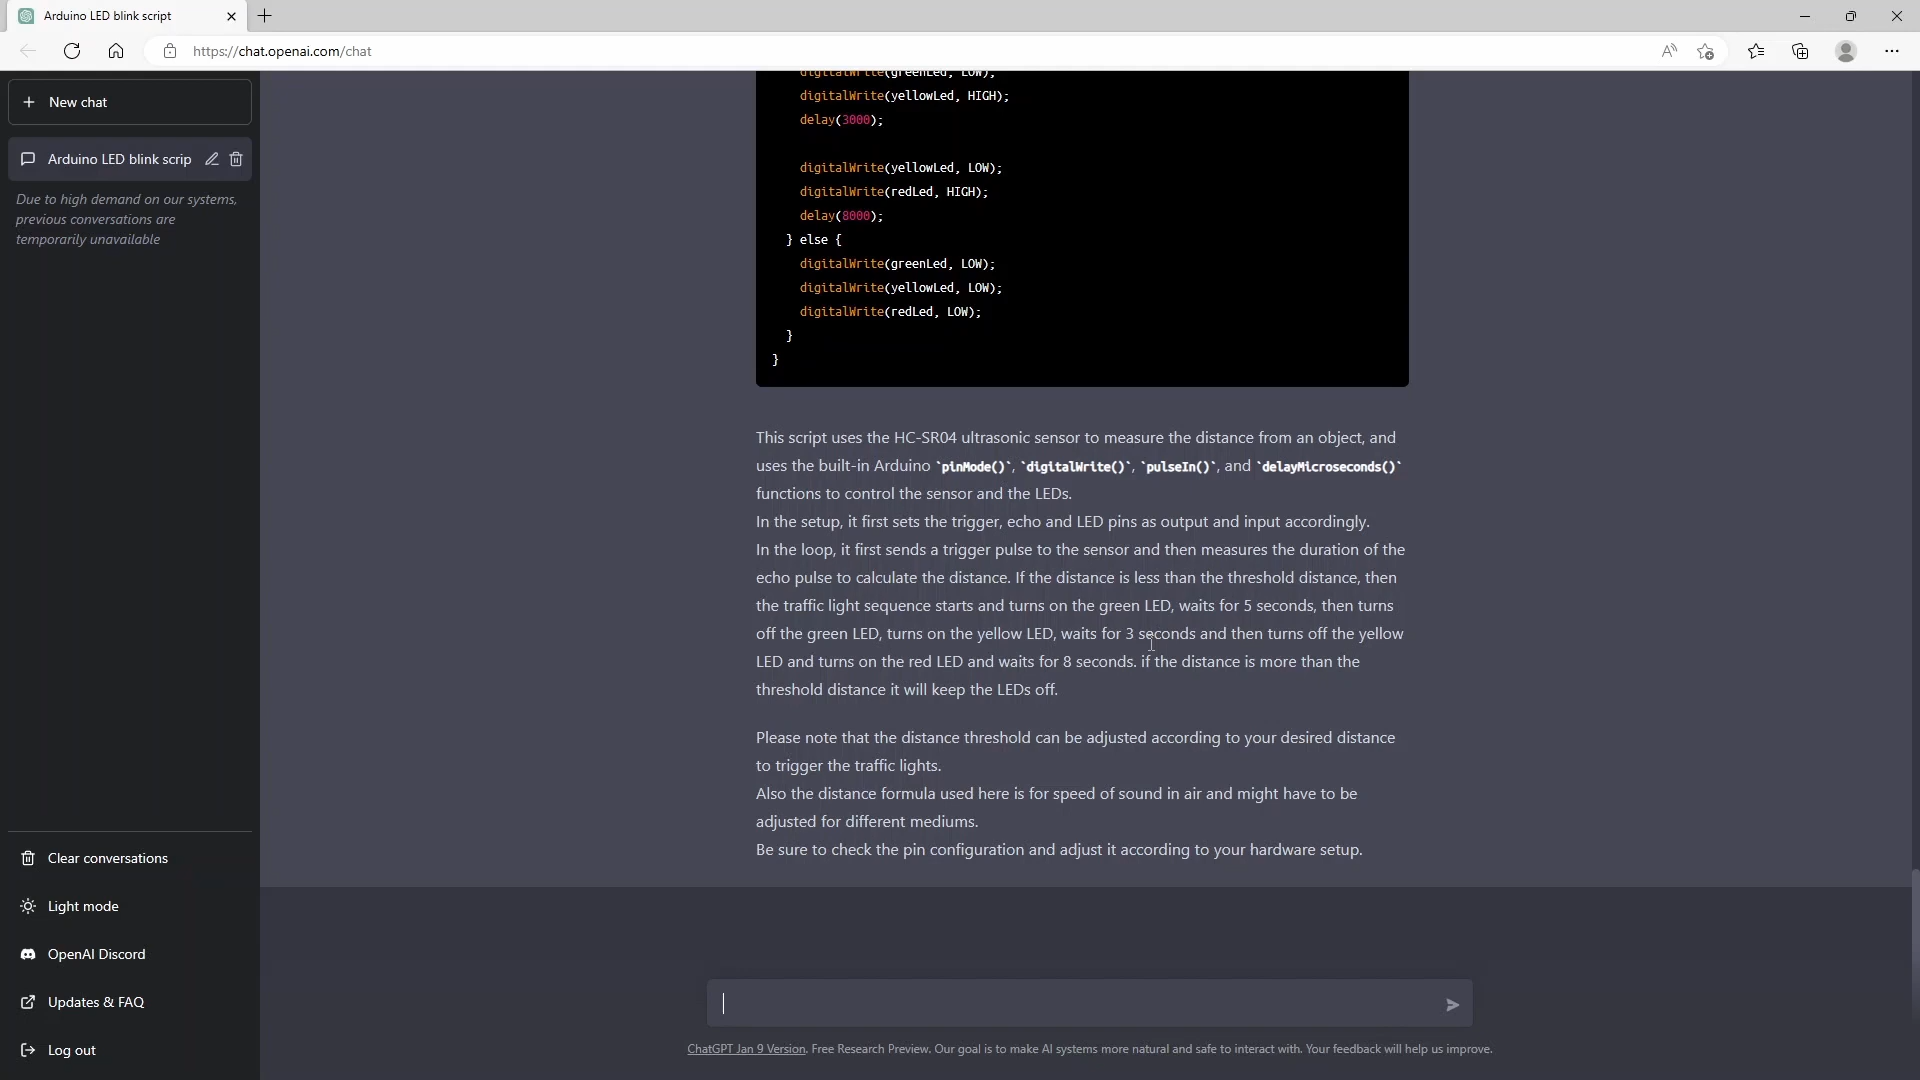 Arduino LED blink script
https://chat.openai.com/chat
New chat
Arduino LED blink scrip
Due to high demand on our systems,
previous conversations are
temporarily unavailable
digitalWrite(greenLed, LOW);
digitalWrite(yellowLed, HIGH);
delay(3000);
digitalWrite(yellowLed, LOW);
digitalWrite(redLed, HIGH);
delay(8000);
} else {
digitalWrite(greenLed, LOW);
digitalWrite(yellowLed, LOW);
digitalWrite(redLed, LOW);
}
}
This script uses the HC-SR04 ultrasonic sensor to measure the distance from an object, and
uses the built-in Arduino `pinMode()`, `digitalWrite()`, `pulseIn()`, and `delayMicroseconds()`
functions to control the sensor and the LEDs.
In the setup, it first sets the trigger, echo and LED pins as output and input accordingly.
In the loop, it first sends a trigger pulse to the sensor and then measures the duration of the
echo pulse to calculate the distance. If the distance is less than the threshold distance, then
the traffic light sequence starts and turns on the green LED, waits for 5 seconds, then turns
off the green LED, turns on the yellow LED, waits for 3 seconds and then turns off the yellow
LED and turns on the red LED and waits for 8 seconds. if the distance is more than the
threshold distance it will keep the LEDs off.
Please note that the distance threshold can be adjusted according to your desired distance
to trigger the traffic lights.
Also the distance formula used here is for speed of sound in air and might have to be
adjusted for different mediums.
Be sure to check the pin configuration and adjust it according to your hardware setup.
Clear conversations
Light mode
OpenAI Discord
Updates & FAQ
Log out
ChatGPT Jan 9 Version. Free Research Preview. Our goal is to make AI systems more natural and safe to interact with. Your feedback will help us improve.